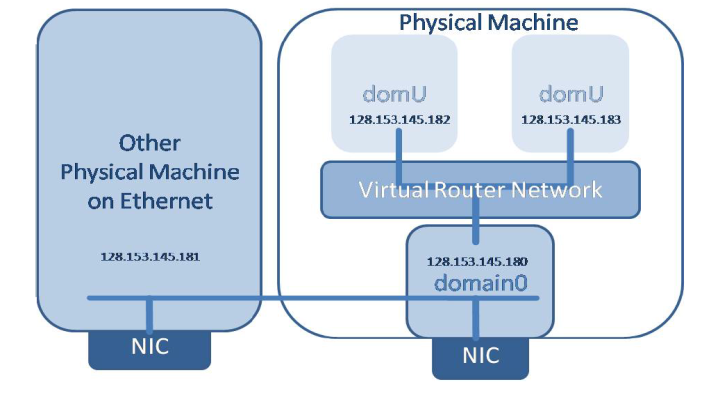 Physical Machine
domU
128.153.145.182
domU
128.153.145.183
Other
Physical Machine
on Ethernet
128.153.145.181
Virtual Router Network
128.153.145.180
domain0
NIC
NIC